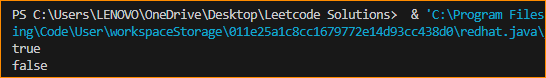 PS C:\Users\LENOVO\OneDrive\Desktop\Leetcode Solutions>  & 'C:\Program Files
ing\Code\User\workspaceStorage\011e25a1c8cc1679772e14d93cc438d0\redhat.java\
true
false